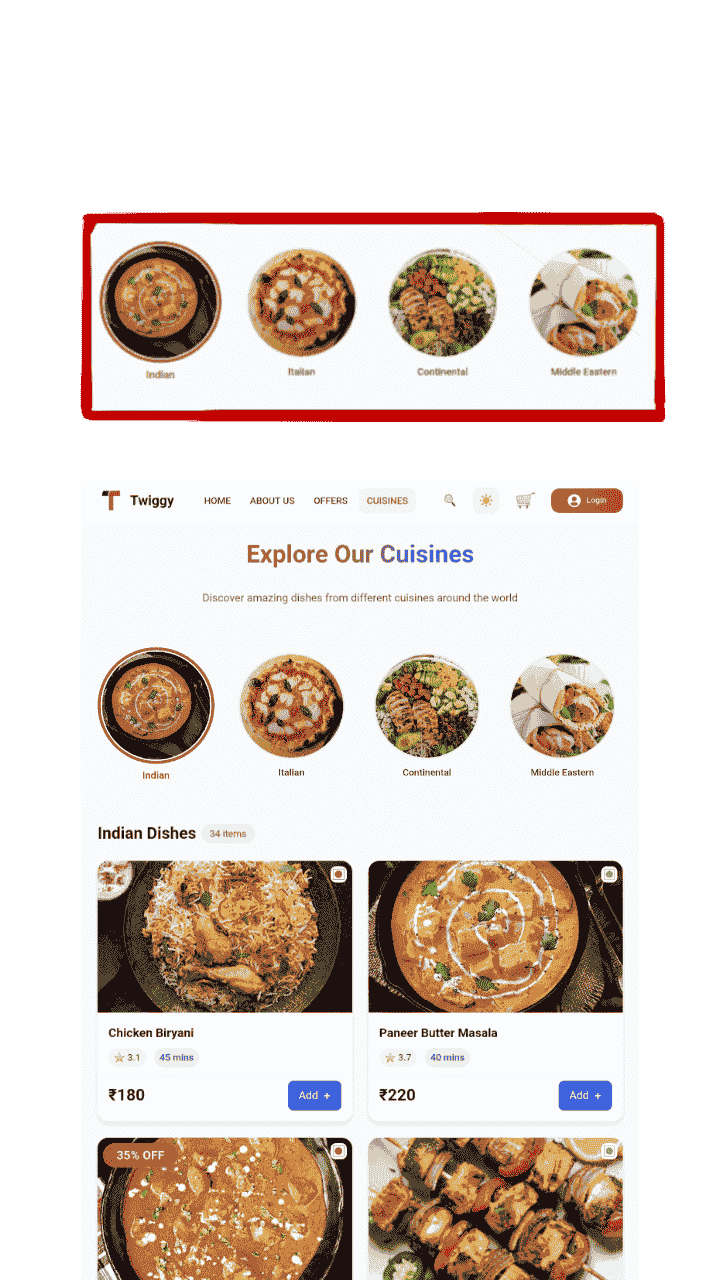 Indian Italian Continental Middle Eastern
Twiggy HOME ABOUT US OFFERS CUISINES Login
Explore Our Cuisines
Discover amazing dishes from different cuisines around the world
Indian Italian Continental Middle Eastern
Indian Dishes 34 items
Chicken Biryani
3.1 45 mins
₹180 Add +
Paneer Butter Masala
3.7 40 mins
₹220 Add +
35% OFF